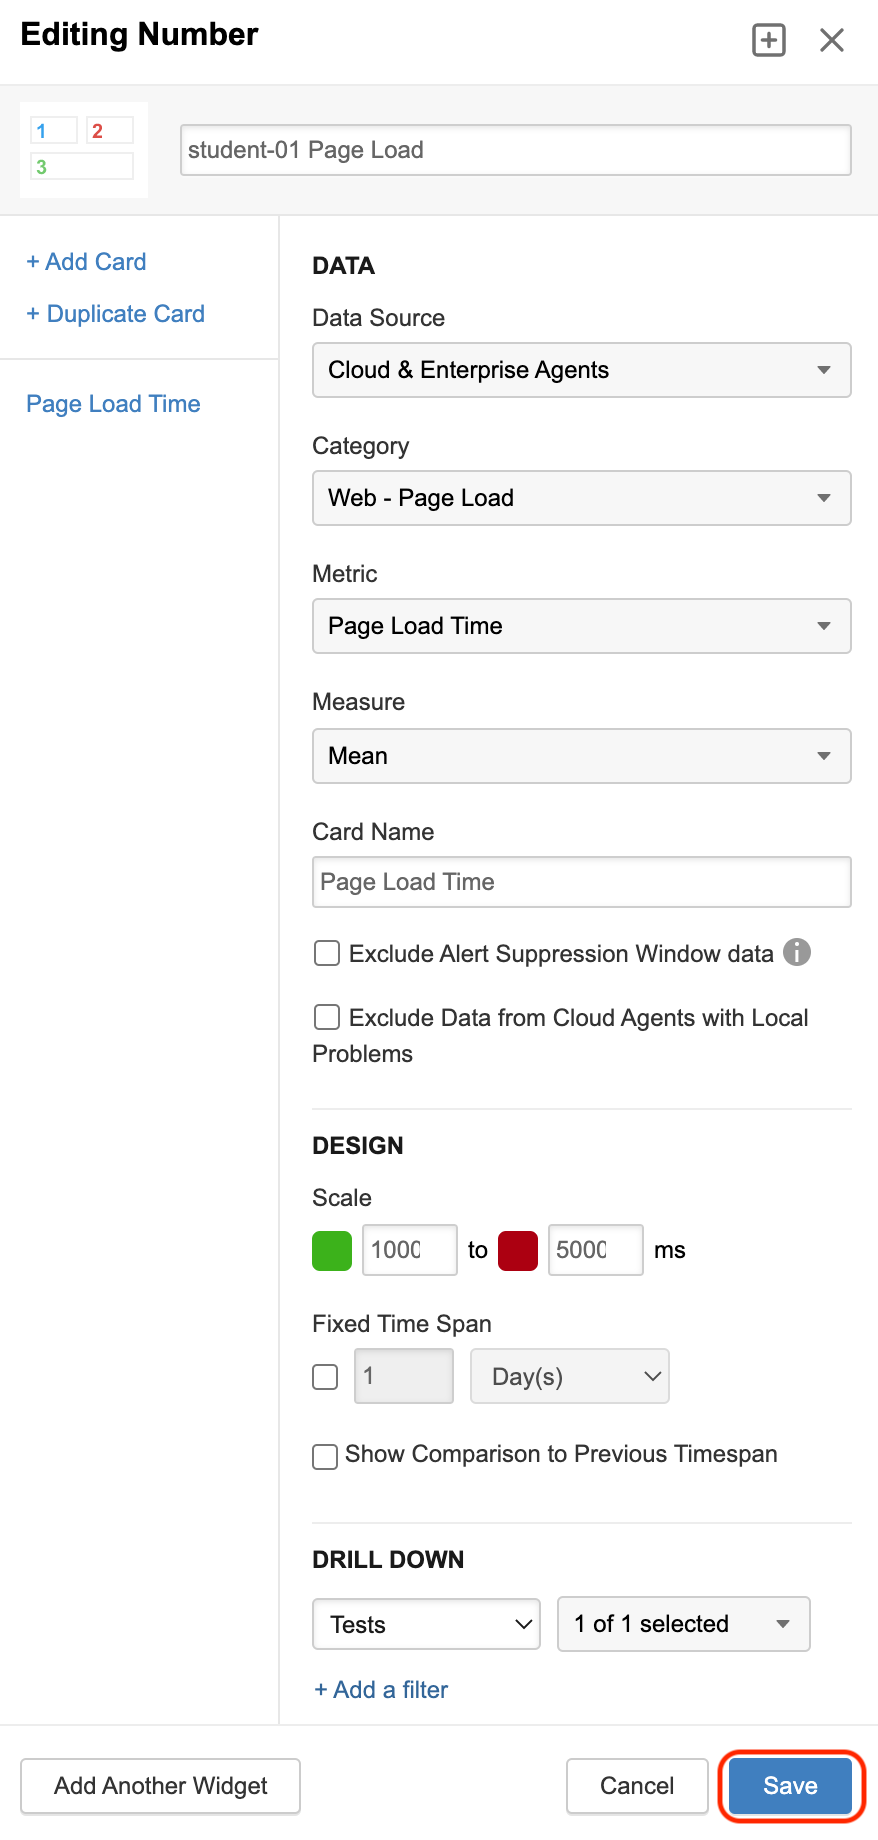 Editing Number
1 2
3
student-01 Page Load
+ Add Card
+ Duplicate Card
Page Load Time
DATA
Data Source
Cloud & Enterprise Agents
Category
Web - Page Load
Metric
Page Load Time
Measure
Mean
Card Name
Page Load Time
Exclude Alert Suppression Window data
Exclude Data from Cloud Agents with Local
Problems
DESIGN
Scale
1000 to 5000 ms
Fixed Time Span
1 Day(s)
Show Comparison to Previous Timespan
DRILL DOWN
Tests 1 of 1 selected
+ Add a filter
Add Another Widget Cancel Save